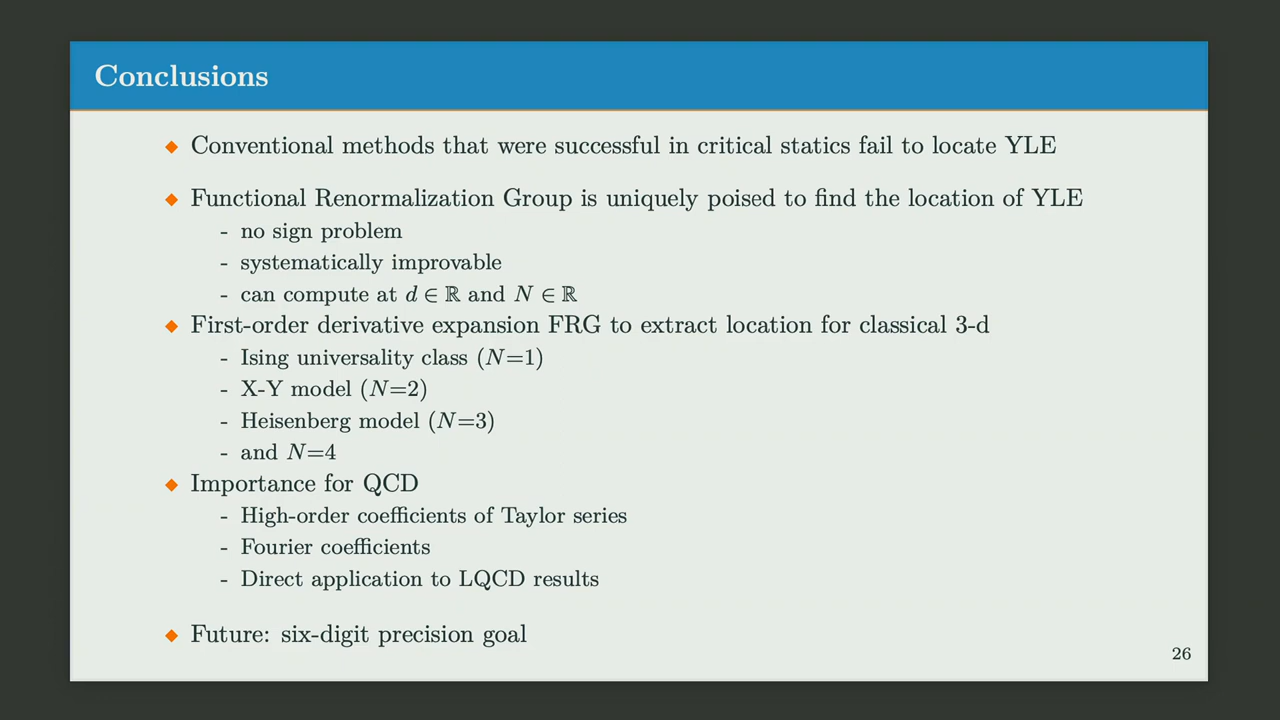 Conclusions
◆ Conventional methods that were successful in critical statics fail to locate YLE
◆ Functional Renormalization Group is uniquely poised to find the location of YLE
- no sign problem
- systematically improvable
- can compute at d ∈ ℝ and N ∈ ℝ
◆ First-order derivative expansion FRG to extract location for classical 3-d
- Ising universality class (N=1)
- X-Y model (N=2)
- Heisenberg model (N=3)
- and N=4
◆ Importance for QCD
- High-order coefficients of Taylor series
- Fourier coefficients
- Direct application to LQCD results
◆ Future: six-digit precision goal
26